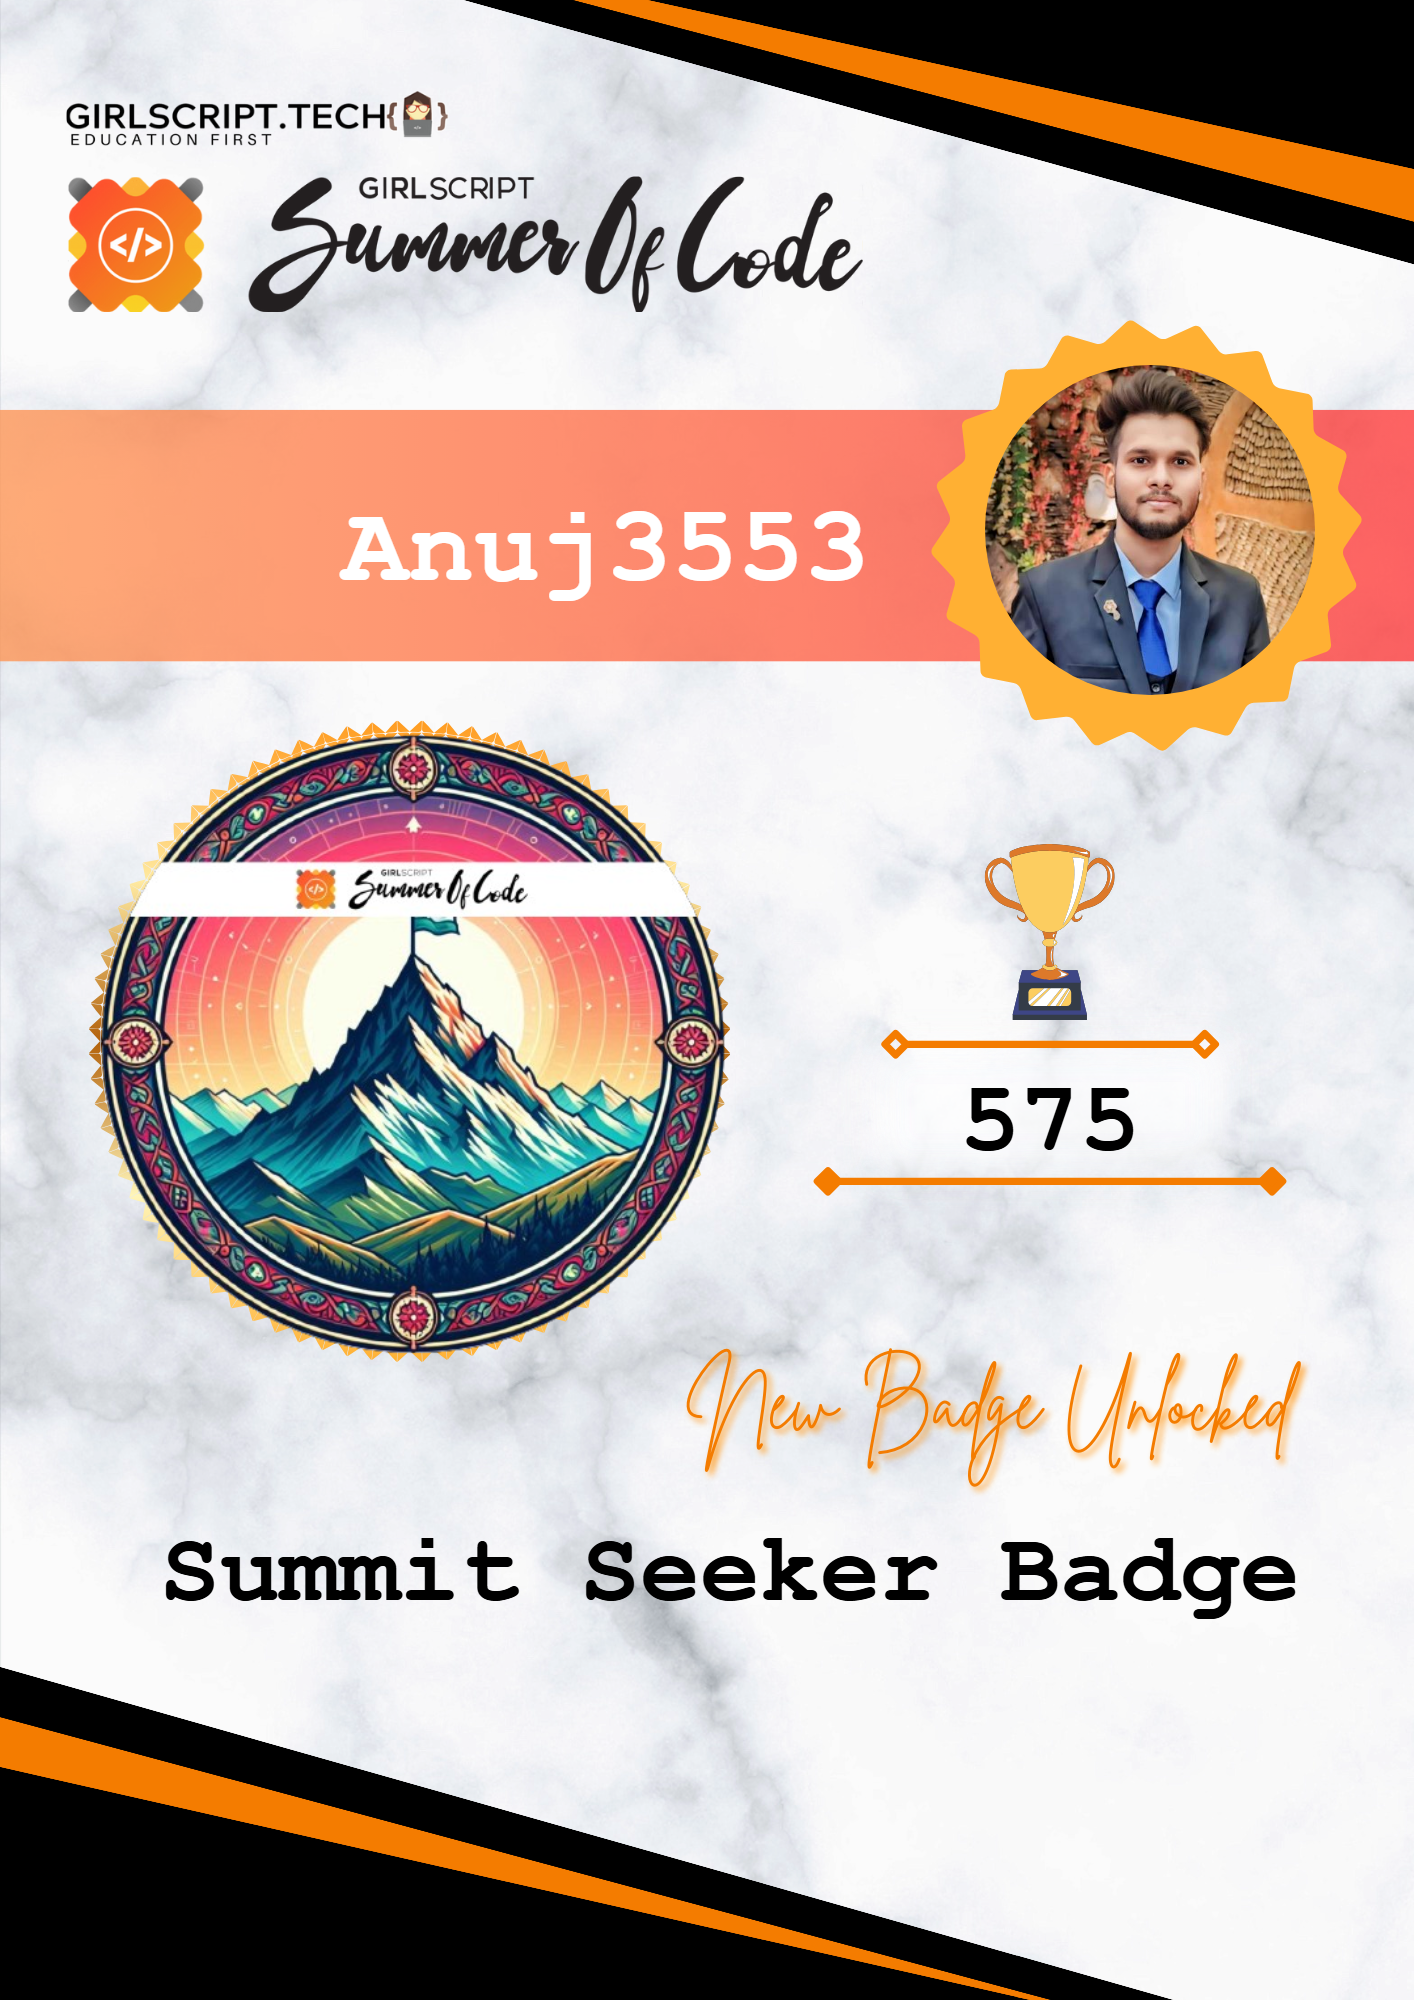 GIRLSCRIPT.TECH{ }
EDUCATION FIRST
</>
GIRLSCRIPT
Summer Of Code
Anuj3553
</>
GIRLSCRIPT
Summer Of Code
575
New Badge Unlocked
Summit Seeker Badge